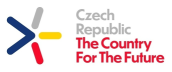 Czech
Republic
The Country
For The Future